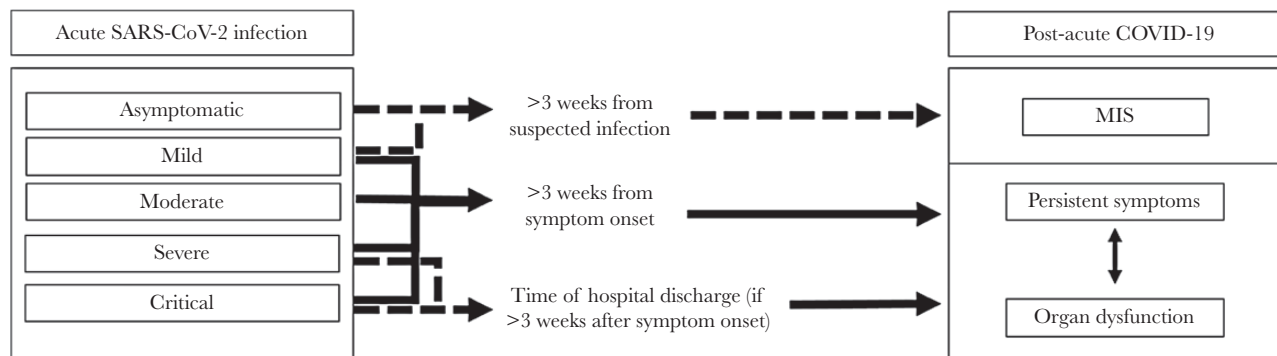 Acute SARS-CoV-2 infection
Asymptomatic
Mild
Moderate
Severe
Critical
>3 weeks from
suspected infection
>3 weeks from
symptom onset
Time of hospital discharge (if
>3 weeks after symptom onset)
Post-acute COVID-19
MIS
Persistent symptoms
Organ dysfunction